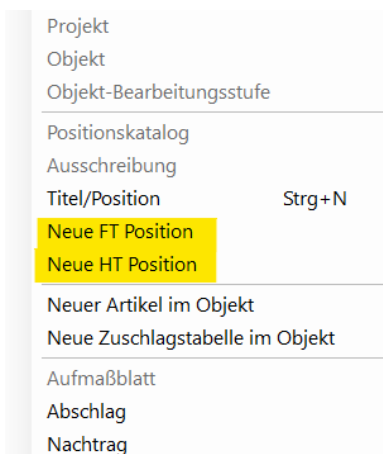 Projekt
Objekt
Objekt-Bearbeitungsstufe
Positionskatalog
Ausschreibung
Titel/Position Strg+N
Neue FT Position
Neue HT Position
Neuer Artikel im Objekt
Neue Zuschlagstabelle im Objekt
Aufmaßblatt
Abschlag
Nachtrag